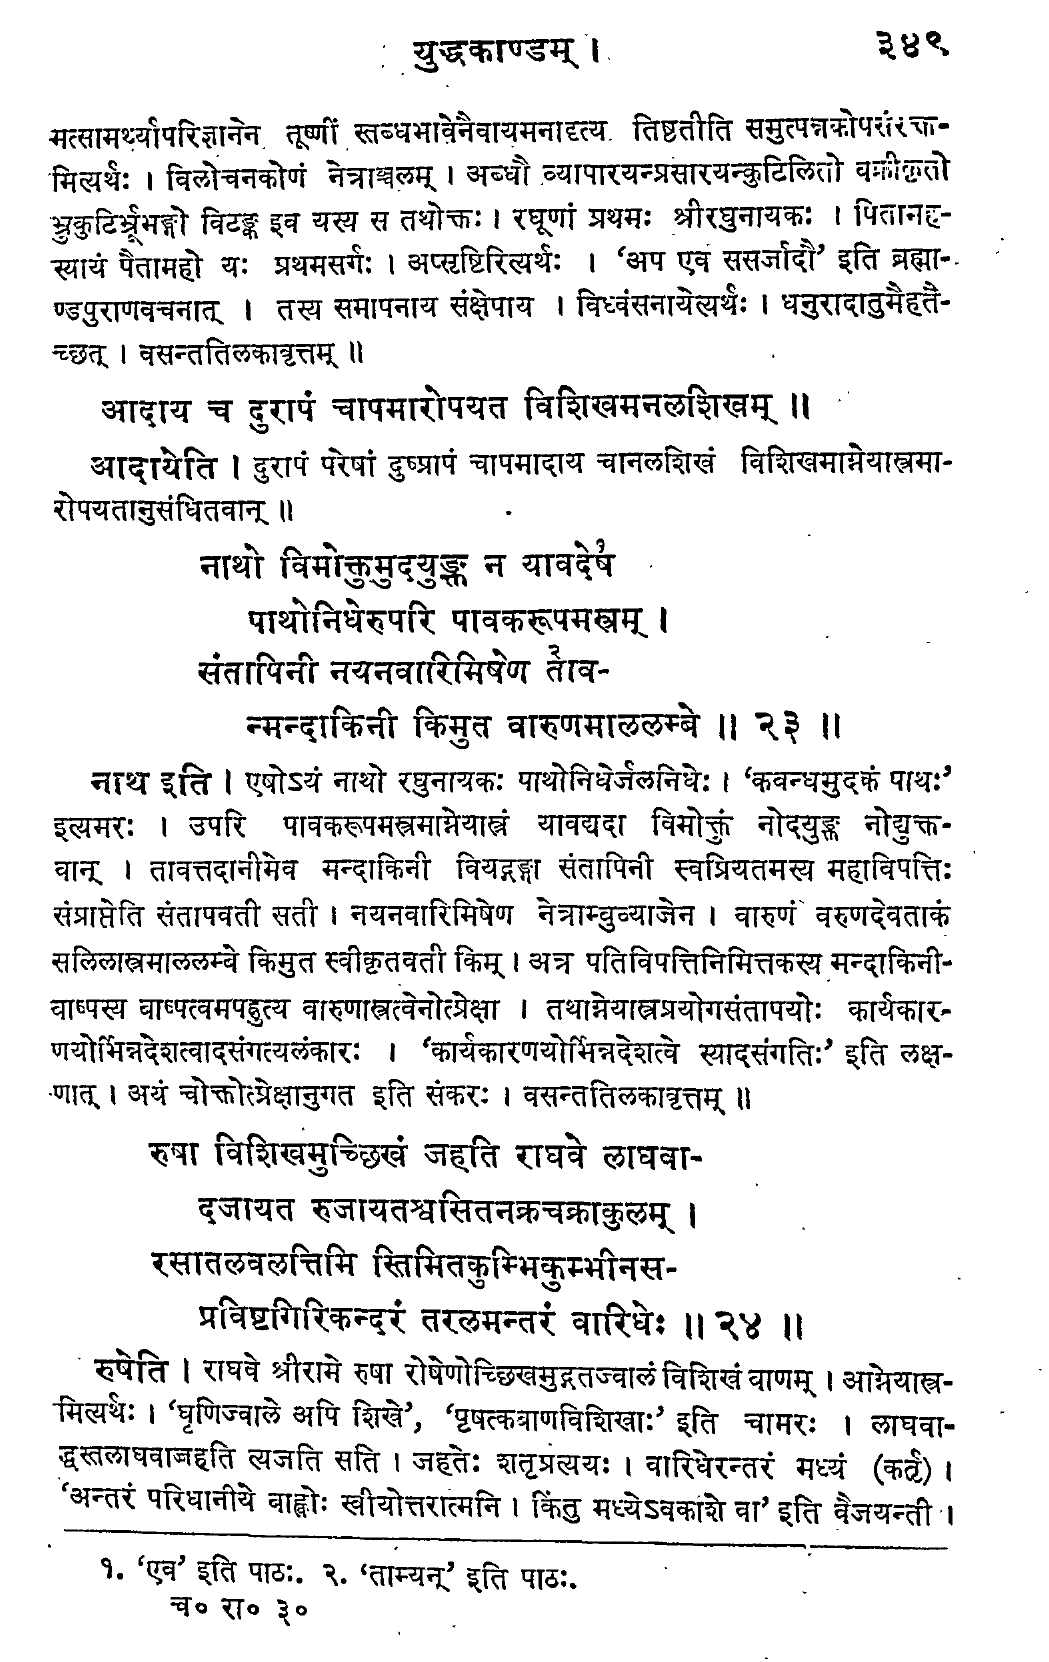 युद्धकाण्डम् । ३४९
मत्सामर्थ्यापरिज्ञानेन तूष्णीं स्तब्धभावेनैवायमनादृत्य तिष्ठतीति समुत्पन्नकोपसंरक्त-
मित्यर्थः । विलोचनकोणं नेत्राञ्चलम् । अब्धौ व्यापारयन्प्रसारयन्कुटिलितो वक्रीकृतो
भ्रुकुटिर्भ्रूभङ्गो विटङ्क इव यस्य स तथोक्तः । रघूणां प्रथमः श्रीरघुनायकः । पितामह-
स्यायं पैतामहो यः प्रथमसर्गः । अप्सृष्टिरित्यर्थः । ‘अप एव ससर्जादौ’ इति ब्रह्मा-
ण्डपुराणवचनात् । तस्य समापनाय संक्षेपाय । विध्वंसनायेत्यर्थः । धनुरादातुमैहतै-
च्छत् । वसन्ततिलकावृत्तम् ॥
आदाय च दुरापं चापमारोपयत विशिखमनलशिखम् ॥
आदायेति । दुरापं परेषां दुष्प्रापं चापमादाय चानलशिखं विशिखमाग्नेयास्त्रमा-
रोपयतानुसंधितवान् ॥
नाथो विमोक्तुमुदयुङ्क्त न यावदेष१
पाथोनिधेरुपरि पावकरूपमस्त्रम् ।
संतापिनी नयनवारिमिषेण ता२व-
न्मन्दाकिनी किमुत वारुणमाललम्बे ॥ २३ ॥
नाथ इति । एषोऽयं नाथो रघुनायकः पाथोनिधेर्जलनिधेः । ‘कवन्धमुदकं पाथः’
इत्यमरः । उपरि पावकरूपमस्त्रमाग्नेयास्त्रं यावद्यदा विमोक्तुं नोदयुङ्क्त नोद्युक्त-
वान् । तावत्तदानीमेव मन्दाकिनी वियद्गङ्गा संतापिनी स्वप्रियतमस्य महाविपत्तिः
संप्राप्तेति संतापवती सती । नयनवारिमिषेण नेत्राम्बुव्याजेन । वारुणं वरुणदेवताकं
सलिलास्त्रमाललम्बे किमुत स्वीकृतवती किम् । अत्र पतिविपत्तिनिमित्तकस्य मन्दाकिनी-
वाष्पस्य वाष्पत्वमपह्नुत्य वारुणास्त्रत्वेनोत्प्रेक्षा । तथाग्नेयास्त्रप्रयोगसंतापयोः कार्यकार-
णयोर्भिन्नदेशत्वादसंगत्यलंकारः । ‘कार्यकारणयोर्भिन्नदेशत्वे स्यादसंगतिः’ इति लक्ष-
णात् । अयं चोक्तोत्प्रेक्षानुगत इति संकरः । वसन्ततिलकावृत्तम् ॥
रुषा विशिखमुच्छिखं जहति राघवे लाघवा-
दजायत रुजायतश्वसितनक्रचक्राकुलम् ।
रसातलवलत्तिमि स्तिमितकुम्भिकुम्भीनस-
प्रविष्टगिरिकन्दरं तरलमन्तरं वारिधेः ॥ २४ ॥
रुषेति । राघवे श्रीरामे रुषा रोषेणोच्छिखमुद्गतज्वालं विशिखं वाणम् । आग्नेयास्त्र-
मित्यर्थः । ‘घृणिज्वाले अपि शिखे’, ‘पृषत्कवाणविशिखाः’ इति चामरः । लाघवा-
द्धस्तलाघवाज्जहति त्यजति सति । जहतेः शतृप्रत्ययः । वारिधेरन्तरं मध्यं (कर्तृ) ।
‘अन्तरं परिधानीये वाह्ये स्वीयोत्तरात्मनि । किंतु मध्येऽवकाशे वा’ इति वैजयन्ती ।
१. ‘एव’ इति पाठः. २. ‘ताम्यन्’ इति पाठः.
च० रा० ३०